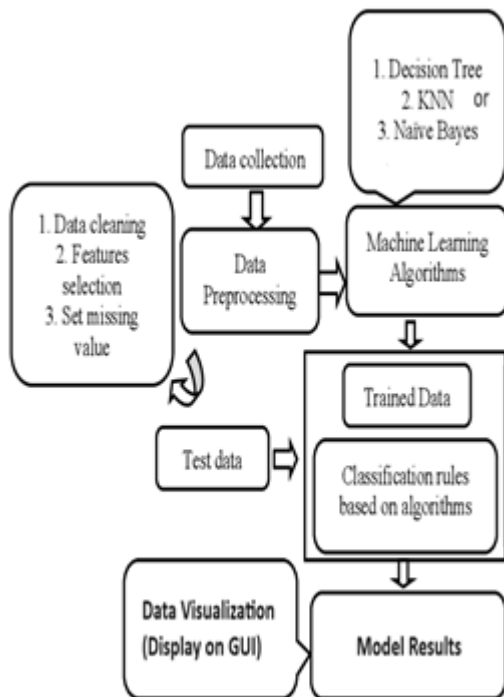 1. Decision Tree
2. KNN or
3. Naïve Bayes
Data collection
1. Data cleaning
2. Features
selection
3. Set missing
value
Data
Preprocessing
Machine Learning
Algorithms
Trained Data
Test data
Classification rules
based on algorithms
Data Visualization
(Display on GUI)
Model Results